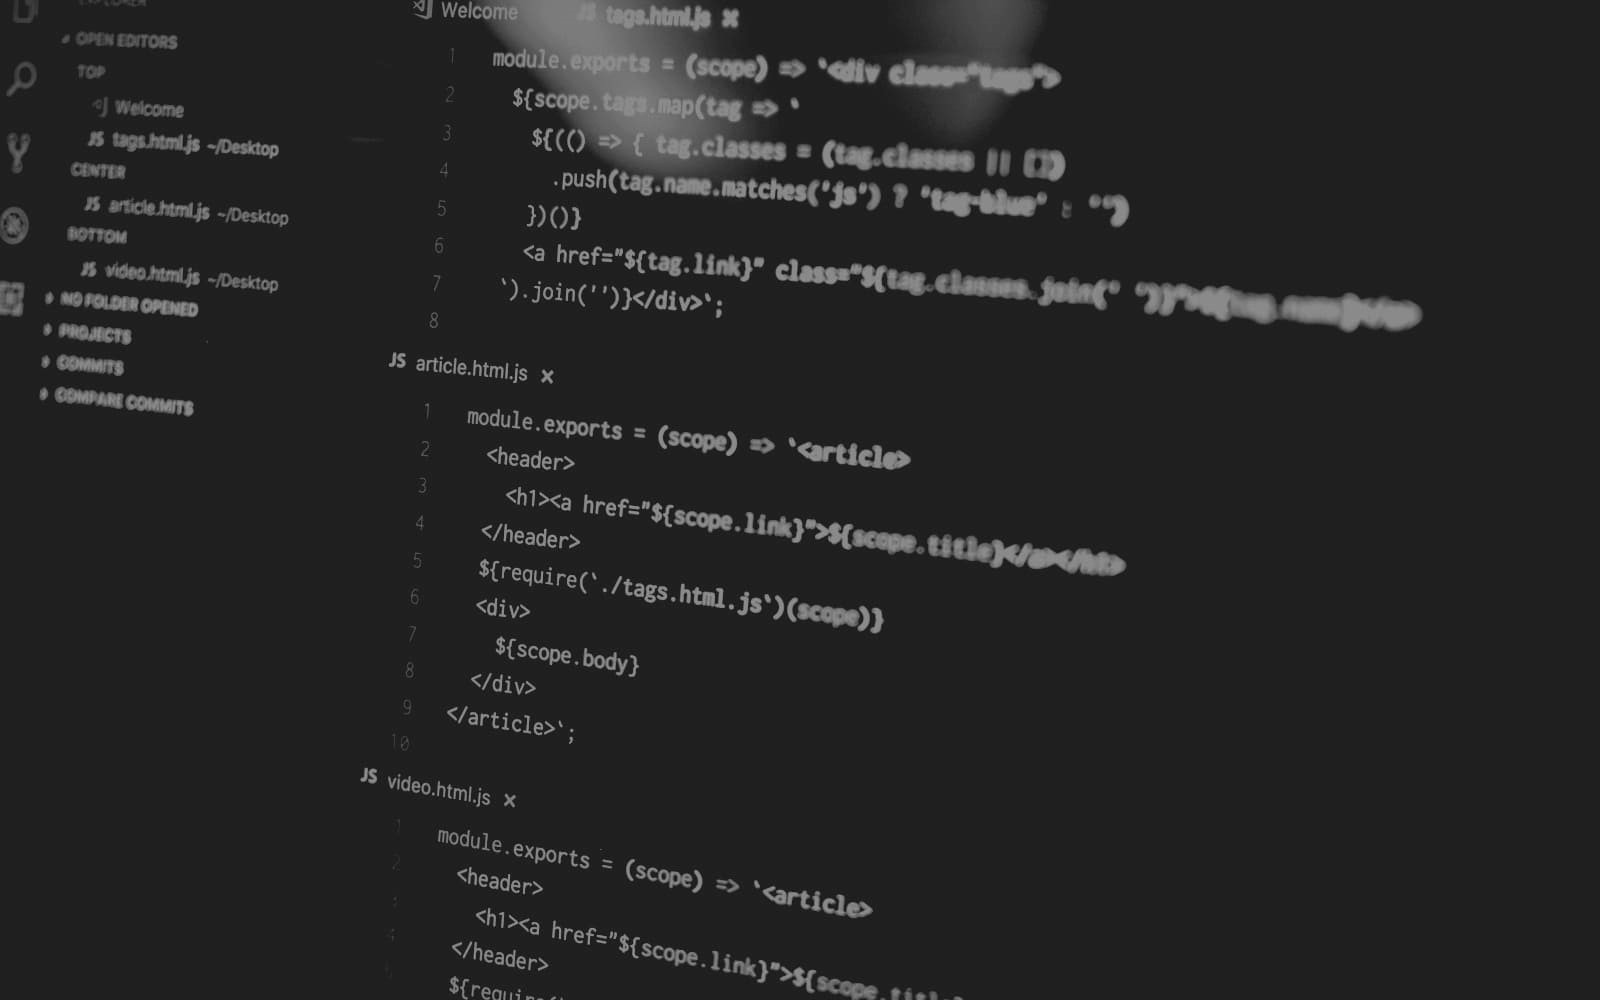 EXPLORER
OPEN EDITORS
TOP
Welcome
JS tags.html.js ~/Desktop
CENTER
JS article.html.js ~/Desktop
BOTTOM
JS video.html.js ~/Desktop
NO FOLDER OPENED
PROJECTS
COMMITS
COMPARE COMMITS
Welcome JS tags.html.js ×
1 module.exports = (scope) => `<div class="tags">
2 ${scope.tags.map(tag => `
3 ${(() => { tag.classes = (tag.classes || [])
4 .push(tag.name.matches('js') ? 'tag-blue' : '')
5 })()}
6 <a href="${tag.link}" class="${tag.classes.join(' ')}">${tag.name}</a>
7 `).join('')}</div>`;
8
JS article.html.js ×
1 module.exports = (scope) => `<article>
2 <header>
3 <h1><a href="${scope.link}">${scope.title}</a></h1>
4 </header>
5 ${require(`./tags.html.js`)(scope)}
6 <div>
7 ${scope.body}
8 </div>
9 </article>`;
10
JS video.html.js ×
1 module.exports = (scope) => `<article>
2 <header>
<h1><a href="${scope.link}">${scope.title}
4 </header>
${require(